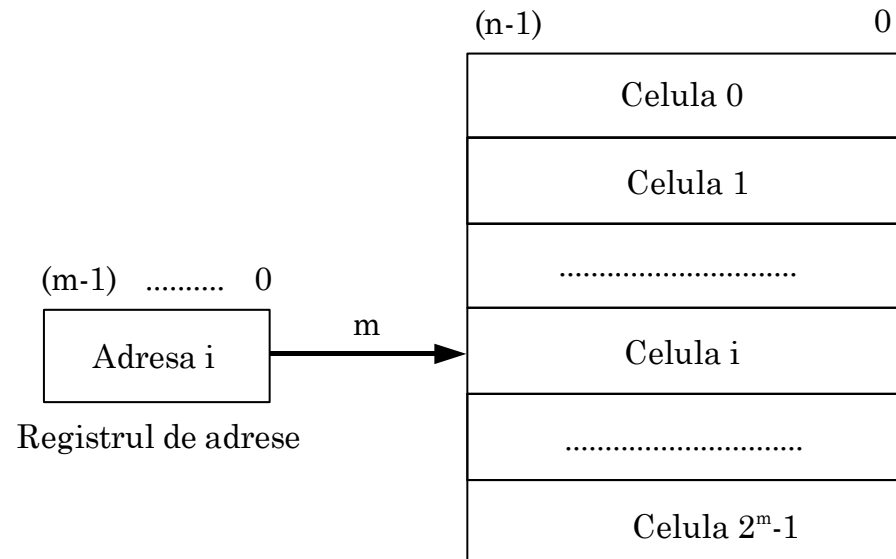 (n-1) 0
Celula 0
Celula 1
..............................
(m-1) .......... 0
m
Adresa i
Celula i
Registrul de adrese
..............................
Celula 2ᵐ-1